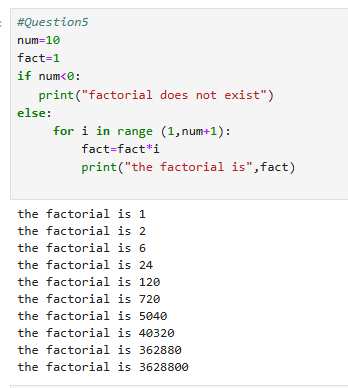 #Question5
num=10
fact=1
if num<0:
   print("factorial does not exist")
else:
     for i in range (1,num+1):
         fact=fact*i
         print("the factorial is",fact)
the factorial is 1
the factorial is 2
the factorial is 6
the factorial is 24
the factorial is 120
the factorial is 720
the factorial is 5040
the factorial is 40320
the factorial is 362880
the factorial is 3628800